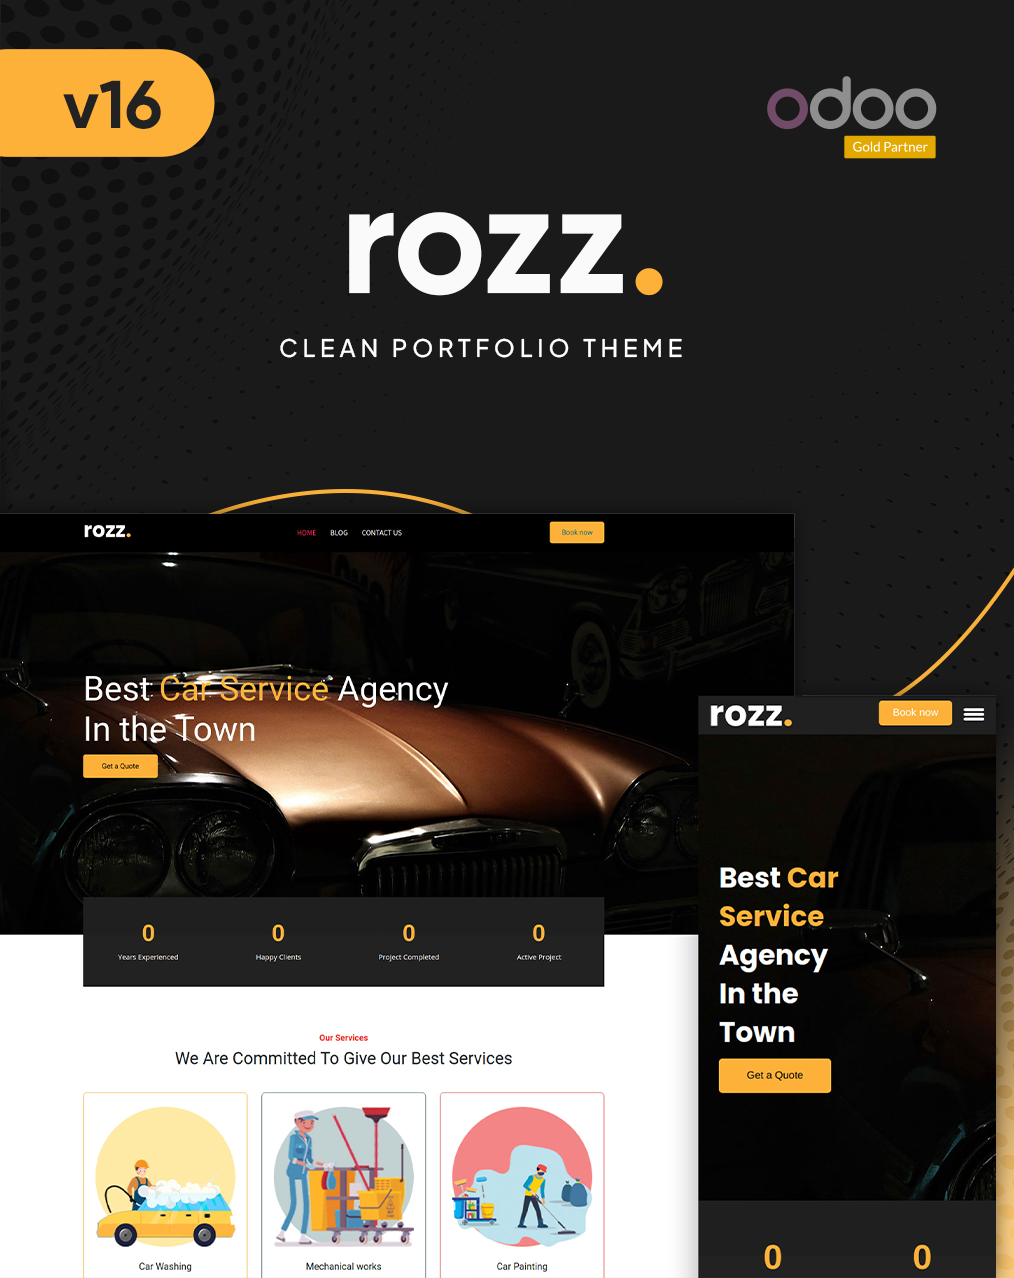 v16
odoo
Gold Partner
rozz.
CLEAN PORTFOLIO THEME
rozz.
HOME BLOG CONTACT US
Book now
Best Car Service Agency
In the Town
Get a Quote
0 0 0 0
Years Experienced Happy Clients Project Completed Active Project
Our Services
We Are Committed To Give Our Best Services
Car Washing Mechanical works Car Painting
rozz.
Book now
Best Car
Service
Agency
In the
Town
Get a Quote
0 0